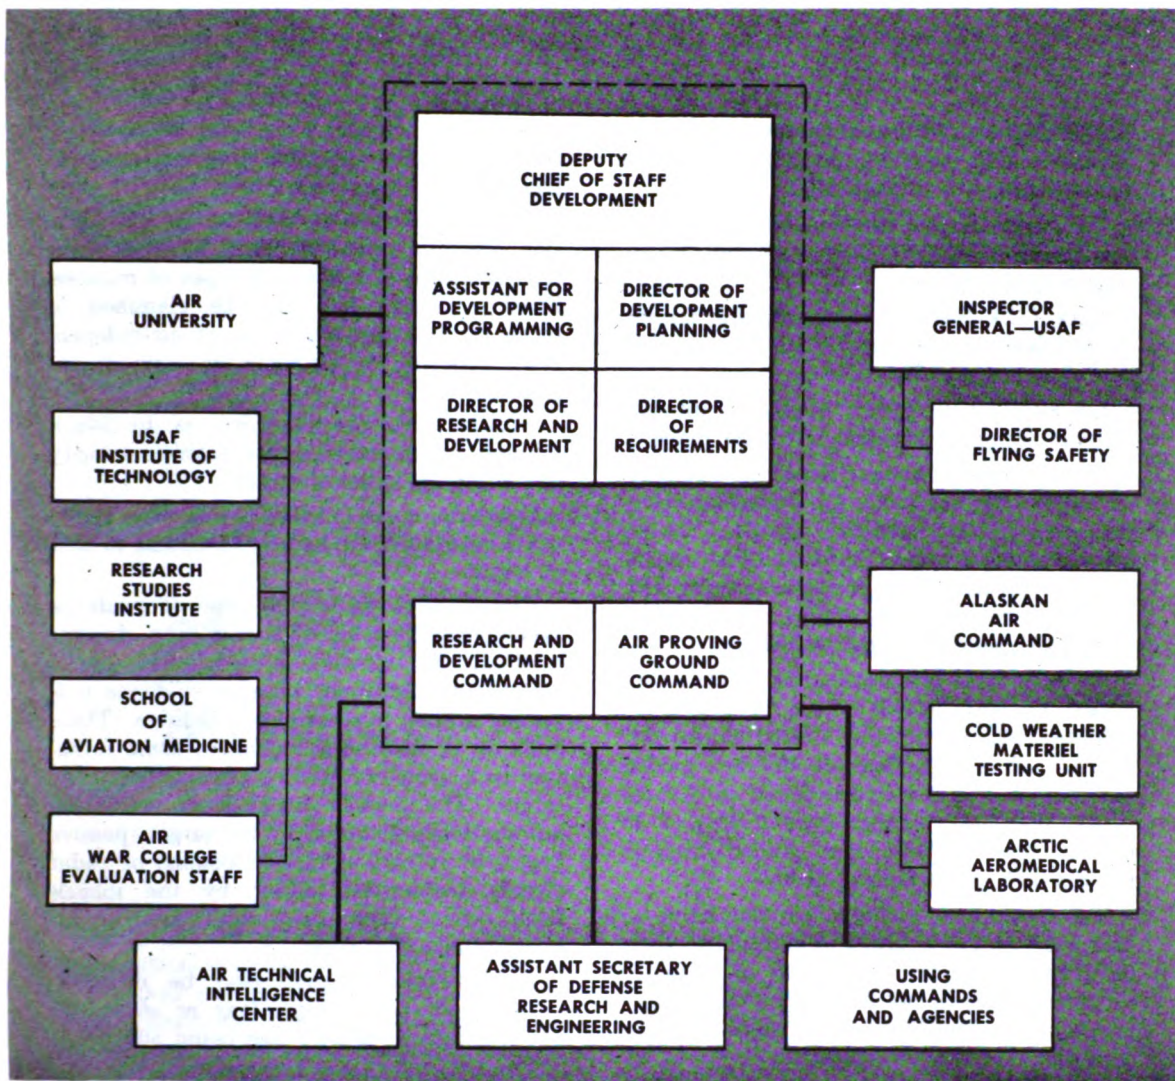 DEPUTY
CHIEF OF STAFF
DEVELOPMENT
ASSISTANT FOR
DEVELOPMENT
PROGRAMMING
DIRECTOR OF
DEVELOPMENT
PLANNING
DIRECTOR OF
RESEARCH AND
DEVELOPMENT
DIRECTOR
OF
REQUIREMENTS
AIR
UNIVERSITY
USAF
INSTITUTE OF
TECHNOLOGY
RESEARCH
STUDIES
INSTITUTE
SCHOOL
OF
AVIATION MEDICINE
AIR
WAR COLLEGE
EVALUATION STAFF
RESEARCH AND
DEVELOPMENT
COMMAND
AIR PROVING
GROUND
COMMAND
INSPECTOR
GENERAL—USAF
DIRECTOR OF
FLYING SAFETY
ALASKAN
AIR
COMMAND
COLD WEATHER
MATERIEL
TESTING UNIT
ARCTIC
AEROMEDICAL
LABORATORY
AIR TECHNICAL
INTELLIGENCE
CENTER
ASSISTANT SECRETARY
OF DEFENSE
RESEARCH AND
ENGINEERING
USING
COMMANDS
AND AGENCIES